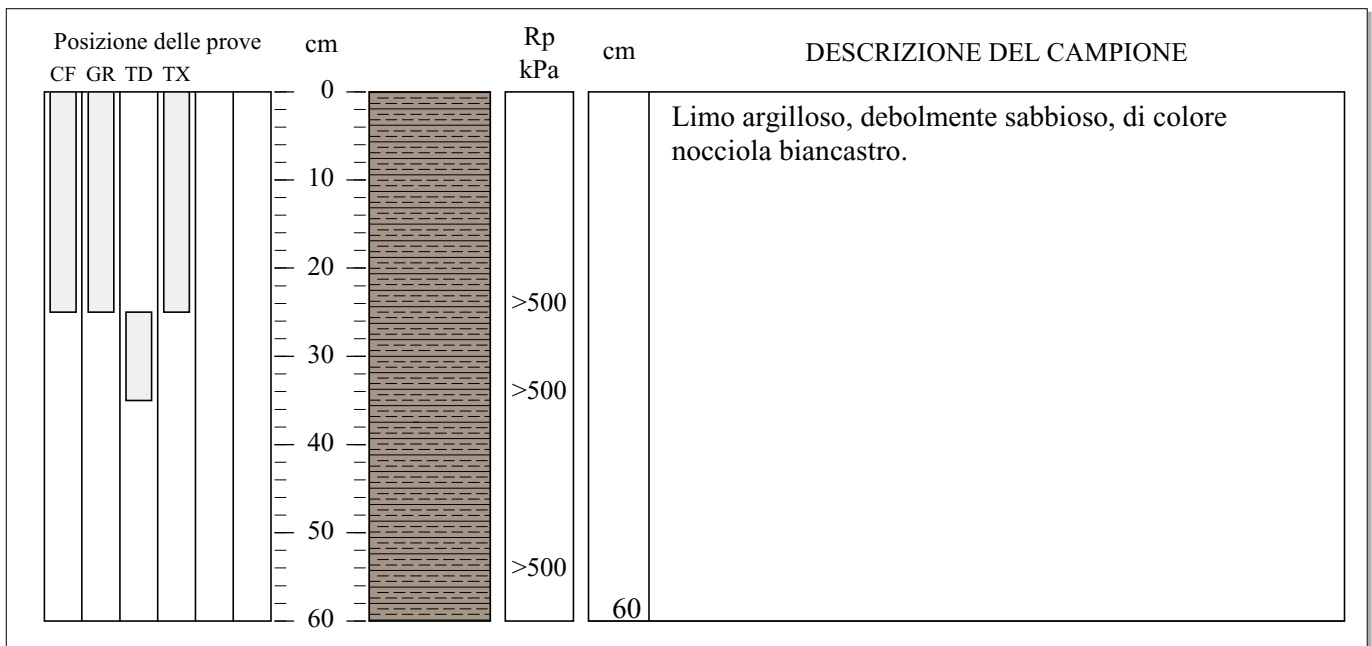 Posizione delle prove
CF GR TD TX
cm
Rp
kPa
cm
DESCRIZIONE DEL CAMPIONE
0
10
20
30
40
50
60
>500
>500
>500
60
Limo argilloso, debolmente sabbioso, di colore
nocciola biancastro.